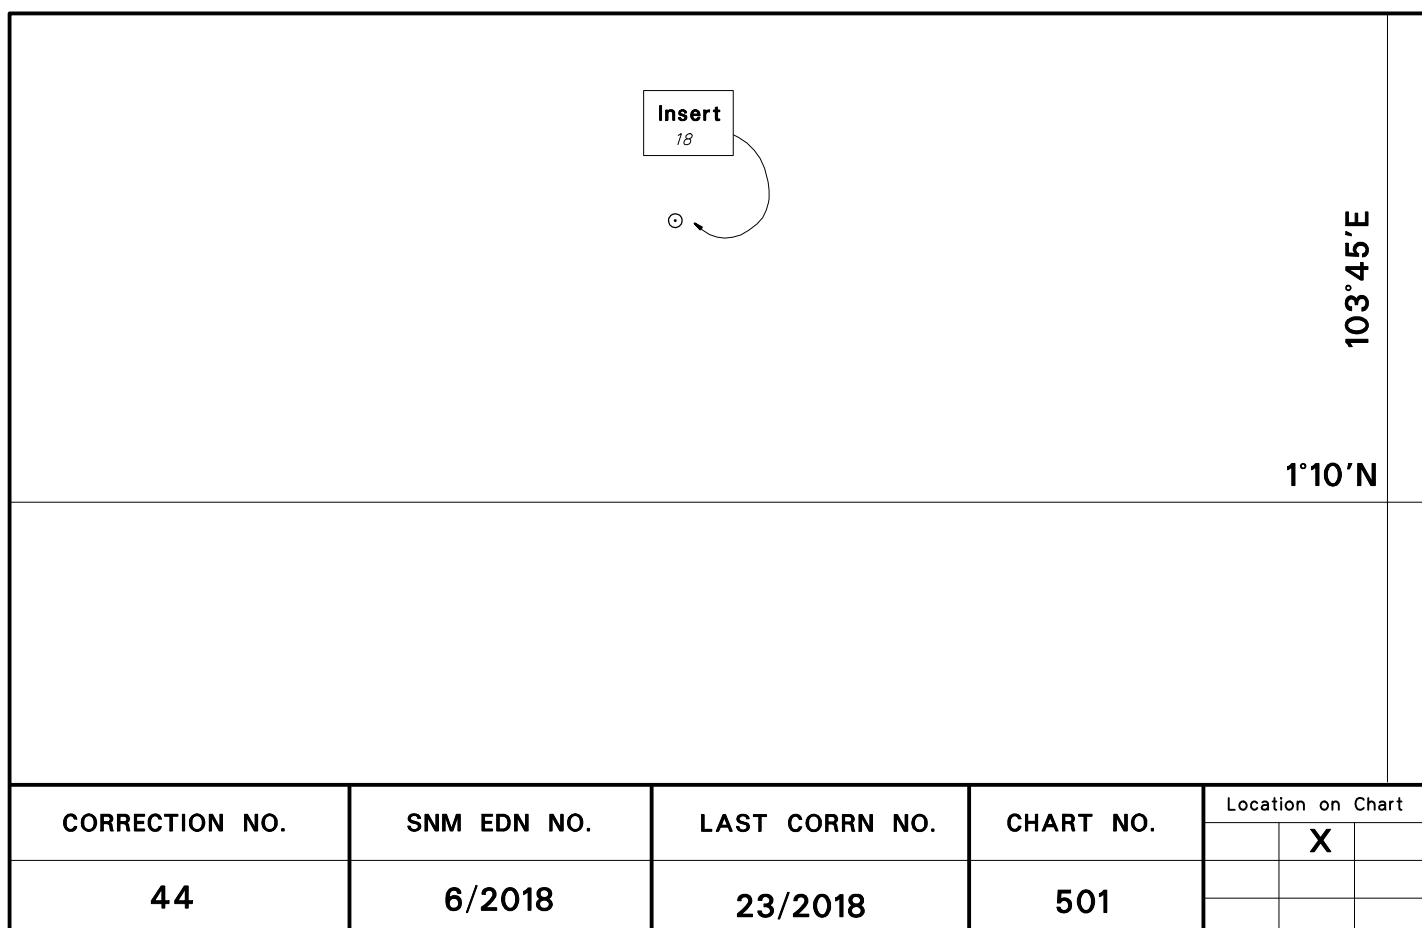 Insert
18
103°45'E
1°10'N
CORRECTION NO.
SNM EDN NO.
LAST CORRN NO.
CHART NO.
Location on Chart
X
44
6/2018
23/2018
501